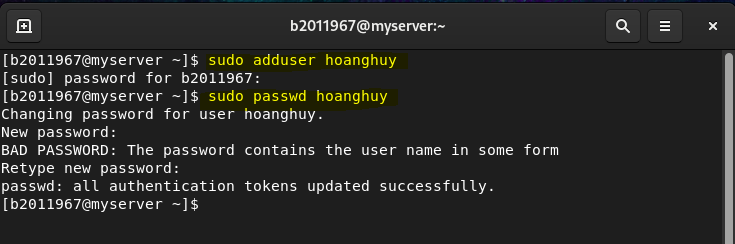 b2011967@myserver:~
[b2011967@myserver ~]$ sudo adduser hoanghuy
[sudo] password for b2011967:
[b2011967@myserver ~]$ sudo passwd hoanghuy
Changing password for user hoanghuy.
New password:
BAD PASSWORD: The password contains the user name in some form
Retype new password:
passwd: all authentication tokens updated successfully.
[b2011967@myserver ~]$